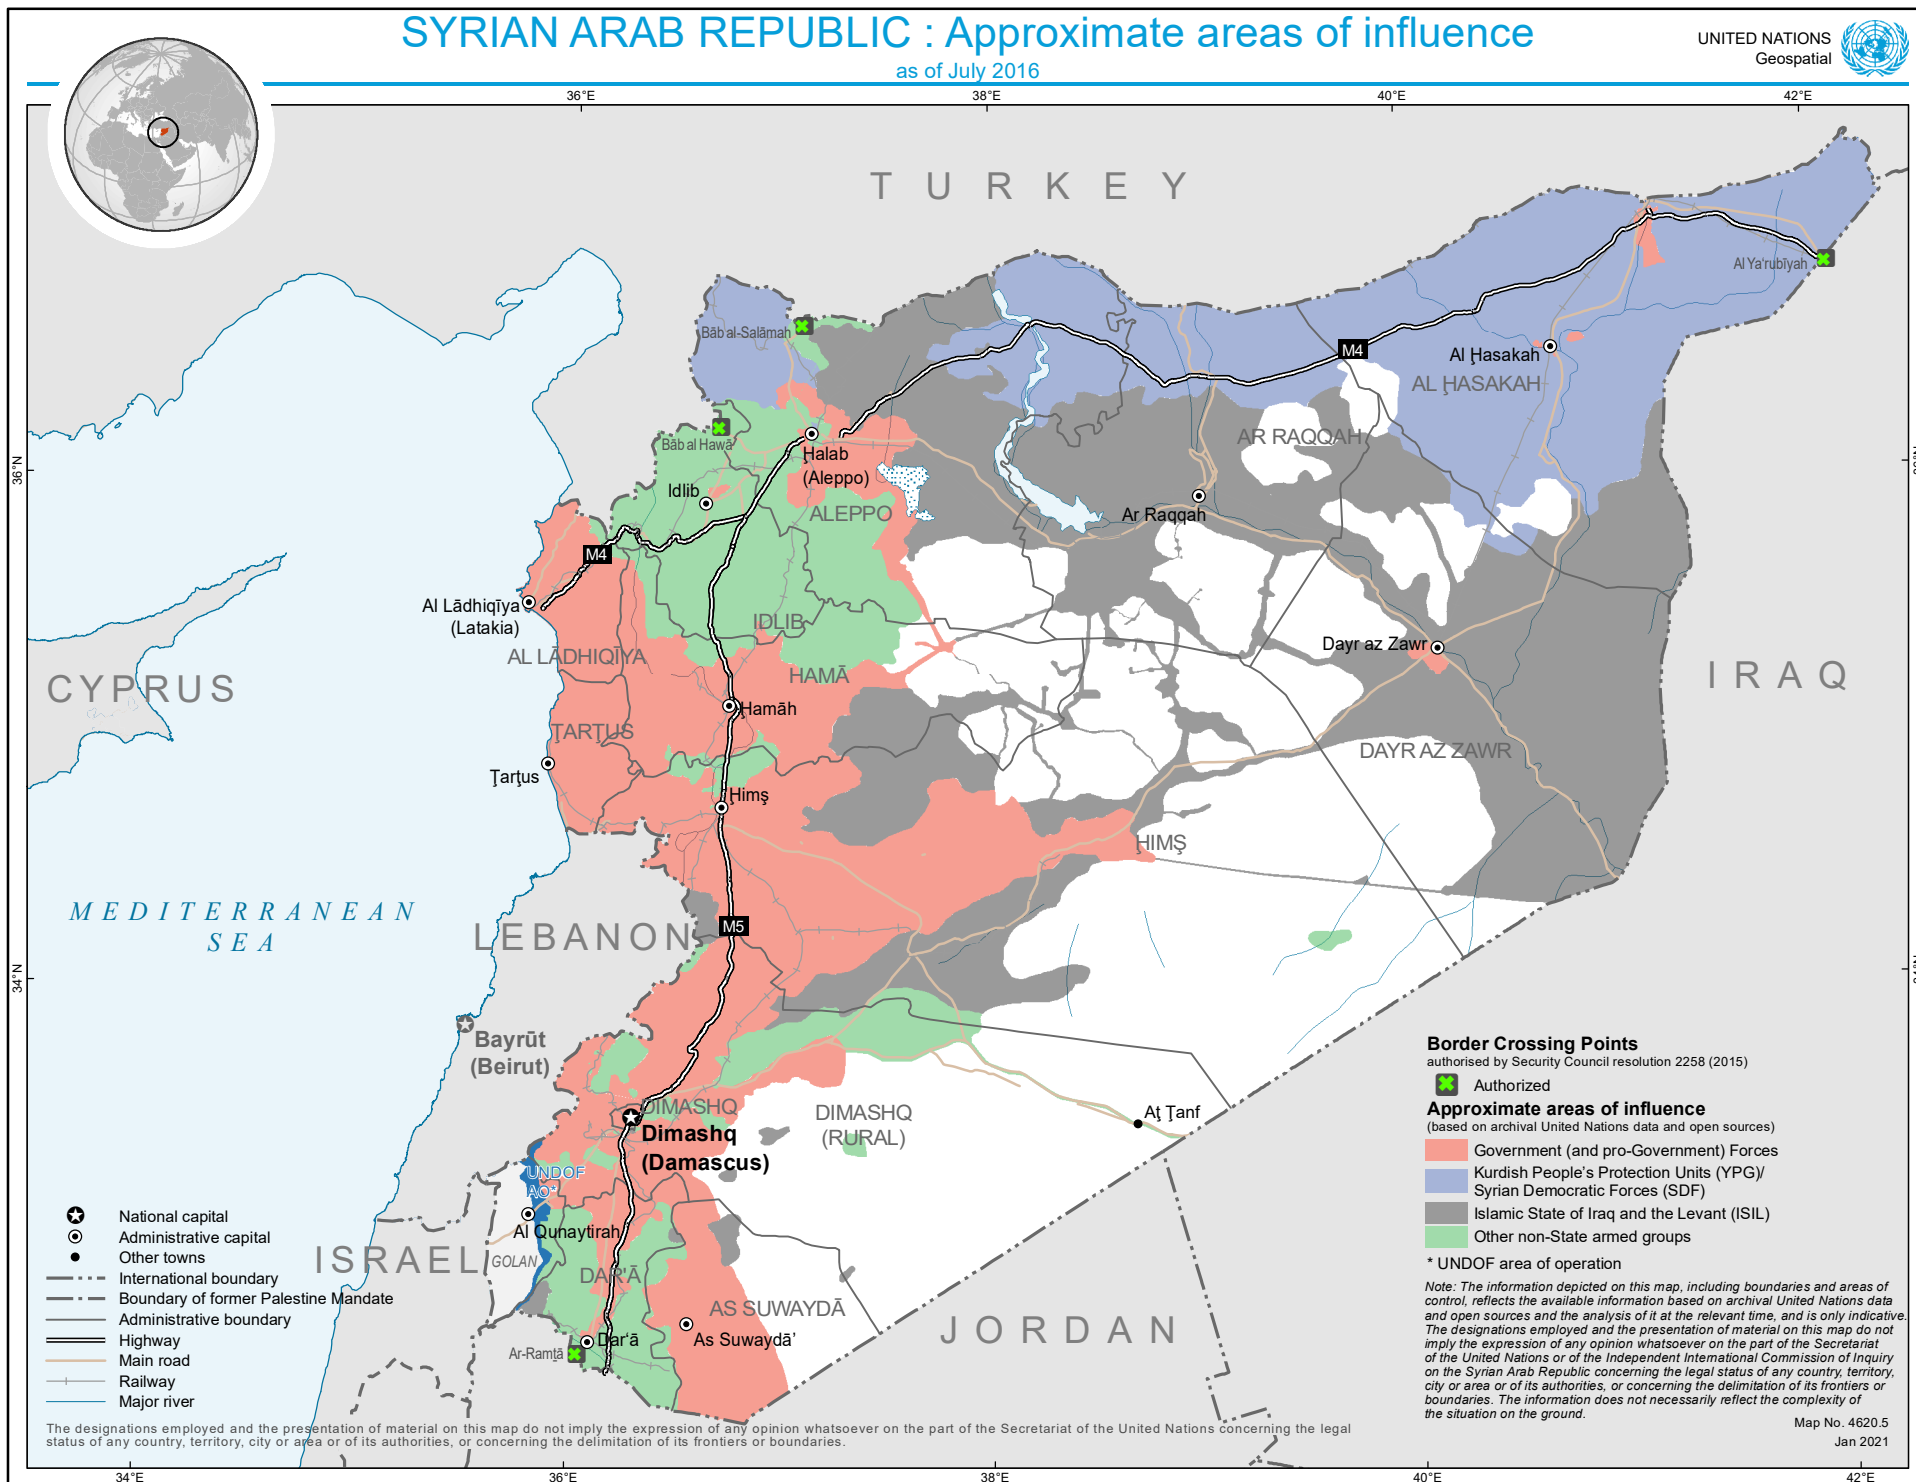 SYRIAN ARAB REPUBLIC : Approximate areas of influence
as of July 2016
UNITED NATIONS
Geospatial
36°E
38°E
40°E
42°E
TURKEY
Al Ya'rubīyah
Bāb al-Salāmah
M4
Al Ḩasakah
AL ḨASAKAH
Bāb al Hawá
AR RAQQAH
Ḩalab
(Aleppo)
36°N
Idlib
ALEPPO
Ar Raqqah
M4
Al Lādhiqīya
(Latakia)
IDLIB
Dayr az Zawr
AL LĀDHIQĪYA
HAMĀ
CYPRUS
IRAQ
Ḩamāh
ŢARŢUS
DAYR AZ ZAWR
Ţarţus
Ḩimş
ḨIMŞ
MEDITERRANEAN
SEA
LEBANON
M5
34°N
Bayrūt
(Beirut)
DIMASHQ
DIMASHQ
(RURAL)
Aţ Ţanf
Dimashq
(Damascus)
UNDOF
AO*
Al Qunaytirah
ISRAEL
GOLAN
DAR'Ā
AS SUWAYDĀ
As Suwaydā'
Dar'ā
Ar-Ramţā
JORDAN
National capital
Administrative capital
Other towns
International boundary
Boundary of former Palestine Mandate
Administrative boundary
Highway
Main road
Railway
Major river
Border Crossing Points
authorised by Security Council resolution 2258 (2015)
Authorized
Approximate areas of influence
(based on archival United Nations data and open sources)
Government (and pro-Government) Forces
Kurdish People's Protection Units (YPG)/
Syrian Democratic Forces (SDF)
Islamic State of Iraq and the Levant (ISIL)
Other non-State armed groups
* UNDOF area of operation
Note: The information depicted on this map, including boundaries and areas of
control, reflects the available information based on archival United Nations data
and open sources and the analysis of it at the relevant time, and is only indicative.
The designations employed and the presentation of material on this map do not
imply the expression of any opinion whatsoever on the part of the Secretariat
of the United Nations or of the Independent International Commission of Inquiry
on the Syrian Arab Republic concerning the legal status of any country, territory,
city or area or of its authorities, or concerning the delimitation of its frontiers or
boundaries. The information does not necessarily reflect the complexity of
the situation on the ground.
Map No. 4620.5
Jan 2021
The designations employed and the presentation of material on this map do not imply the expression of any opinion whatsoever on the part of the Secretariat of the United Nations concerning the legal
status of any country, territory, city or area or of its authorities, or concerning the delimitation of its frontiers or boundaries.
34°E
36°E
38°E
40°E
42°E